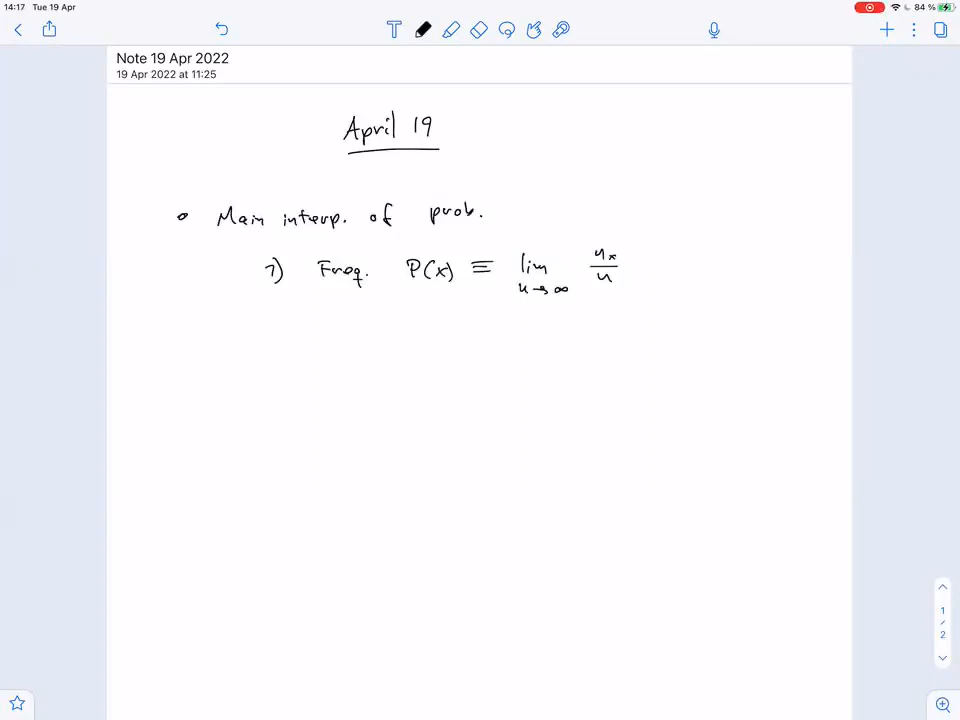 14:17 Tue 19 Apr
84 %
Note 19 Apr 2022
19 Apr 2022 at 11:25
April 19
• Main interp. of prob.
1) Freq. P(x) ≡ lim n→∞ nx/n
1
/
2